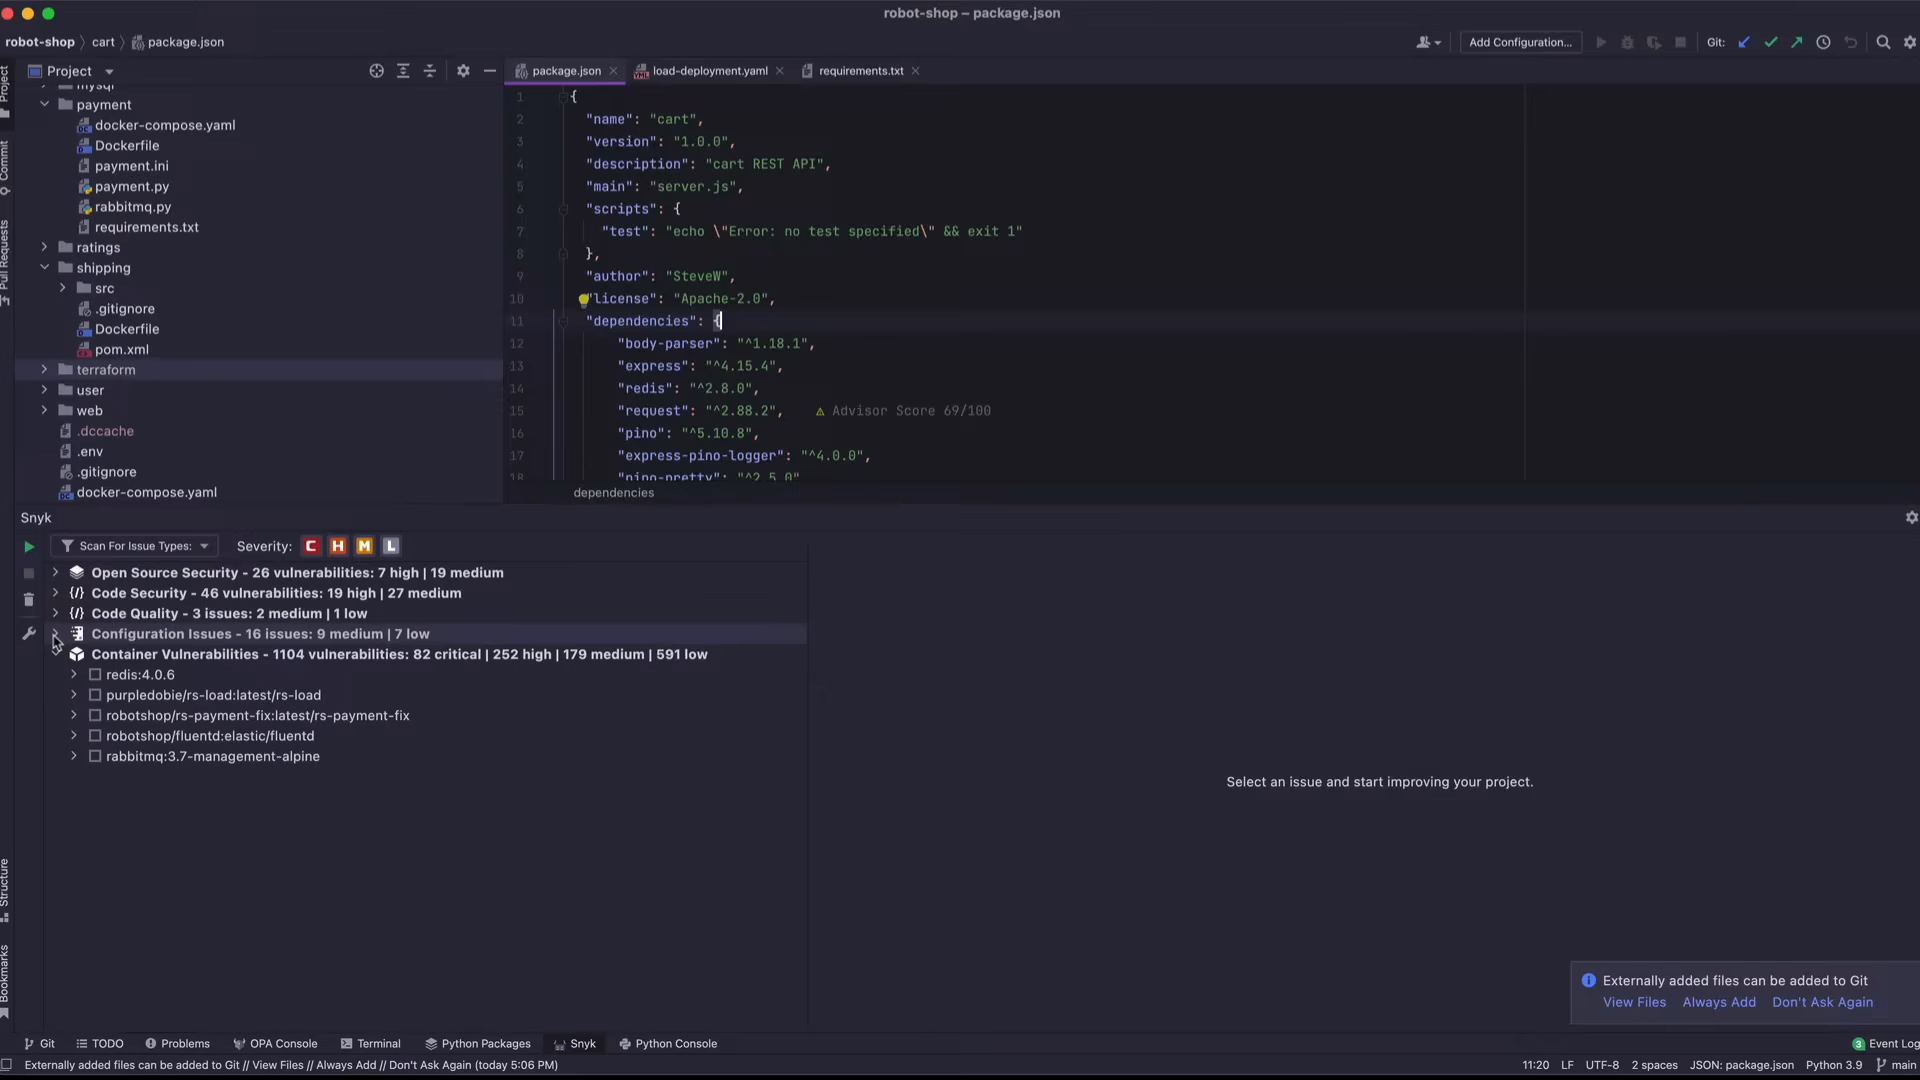 robot-shop – package.json
robot-shop cart package.json
Add Configuration... Git:
Project
package.json load-deployment.yaml requirements.txt
mysql
payment
docker-compose.yaml
Dockerfile
payment.ini
payment.py
rabbitmq.py
requirements.txt
ratings
shipping
src
.gitignore
Dockerfile
pom.xml
terraform
user
web
.dccache
.env
.gitignore
docker-compose.yaml
Project
Commit
Pull Requests
Structure
Bookmarks
1 {
2 "name": "cart",
3 "version": "1.0.0",
4 "description": "cart REST API",
5 "main": "server.js",
6 "scripts": {
7 "test": "echo \"Error: no test specified\" && exit 1"
8 },
9 "author": "SteveW",
10 "license": "Apache-2.0",
11 "dependencies": {
12 "body-parser": "^1.18.1",
13 "express": "^4.15.4",
14 "redis": "^2.8.0",
15 "request": "^2.88.2", Advisor Score 69/100
16 "pino": "^5.10.8",
17 "express-pino-logger": "^4.0.0",
18 "pino-pretty": "^2.5.0"
dependencies
Snyk
Scan For Issue Types: Severity: C H M L
Open Source Security - 26 vulnerabilities: 7 high | 19 medium
Code Security - 46 vulnerabilities: 19 high | 27 medium
Code Quality - 3 issues: 2 medium | 1 low
Configuration Issues - 16 issues: 9 medium | 7 low
Container Vulnerabilities - 1104 vulnerabilities: 82 critical | 252 high | 179 medium | 591 low
redis:4.0.6
purpledobie/rs-load:latest/rs-load
robotshop/rs-payment-fix:latest/rs-payment-fix
robotshop/fluentd:elastic/fluentd
rabbitmq:3.7-management-alpine
Select an issue and start improving your project.
Externally added files can be added to Git
View Files Always Add Don't Ask Again
Git TODO Problems OPA Console Terminal Python Packages Snyk Python Console 3 Event Log
Externally added files can be added to Git // View Files // Always Add // Don't Ask Again (today 5:06 PM) 11:20 LF UTF-8 2 spaces JSON: package.json Python 3.9 main